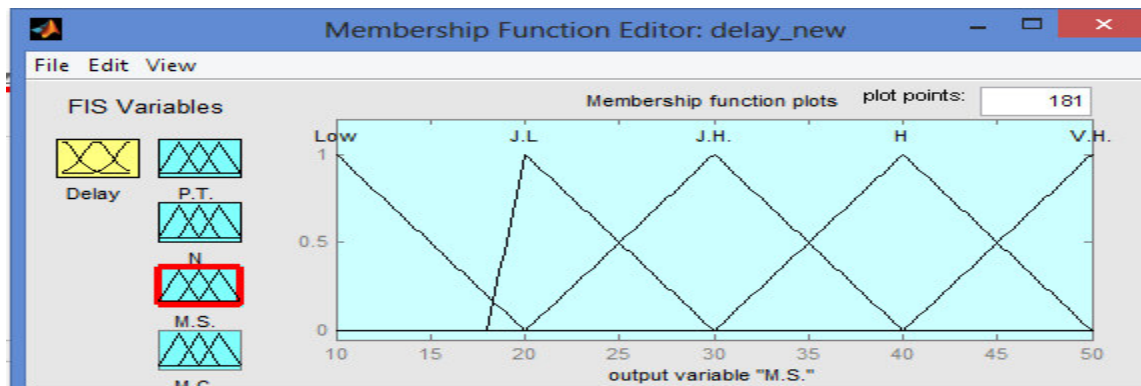 Membership Function Editor: delay_new
File Edit View
FIS Variables
Membership function plots
plot points:
181
Delay
P.T.
N
M.S.
Low
J.L
J.H.
H
V.H.
1
0.5
0
10
15
20
25
30
35
40
45
50
output variable "M.S."